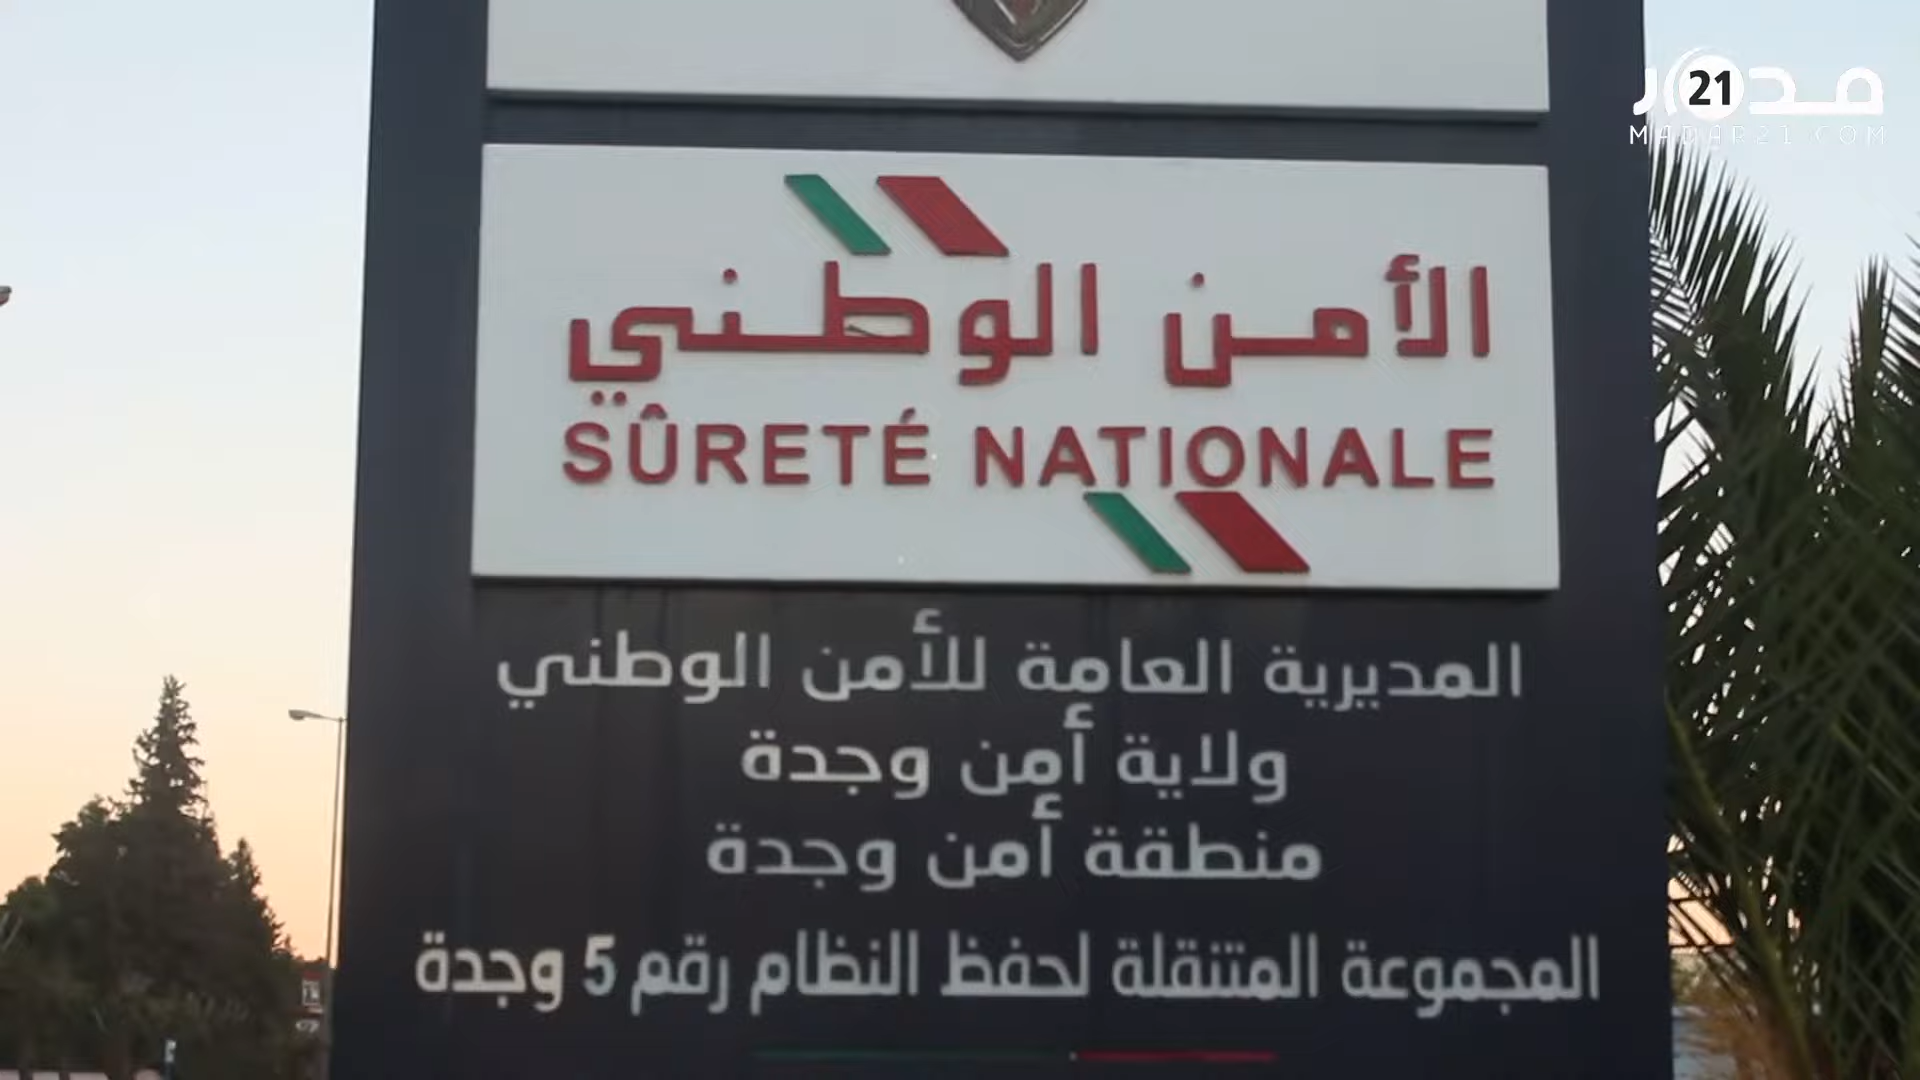 مدار 21
MADAR21.COM
الأمن الوطني
SÛRETÉ NATIONALE
المديرية العامة للأمن الوطني
ولاية أمن وجدة
منطقة أمن وجدة
المجموعة المتنقلة لحفظ النظام رقم 5 وجدة